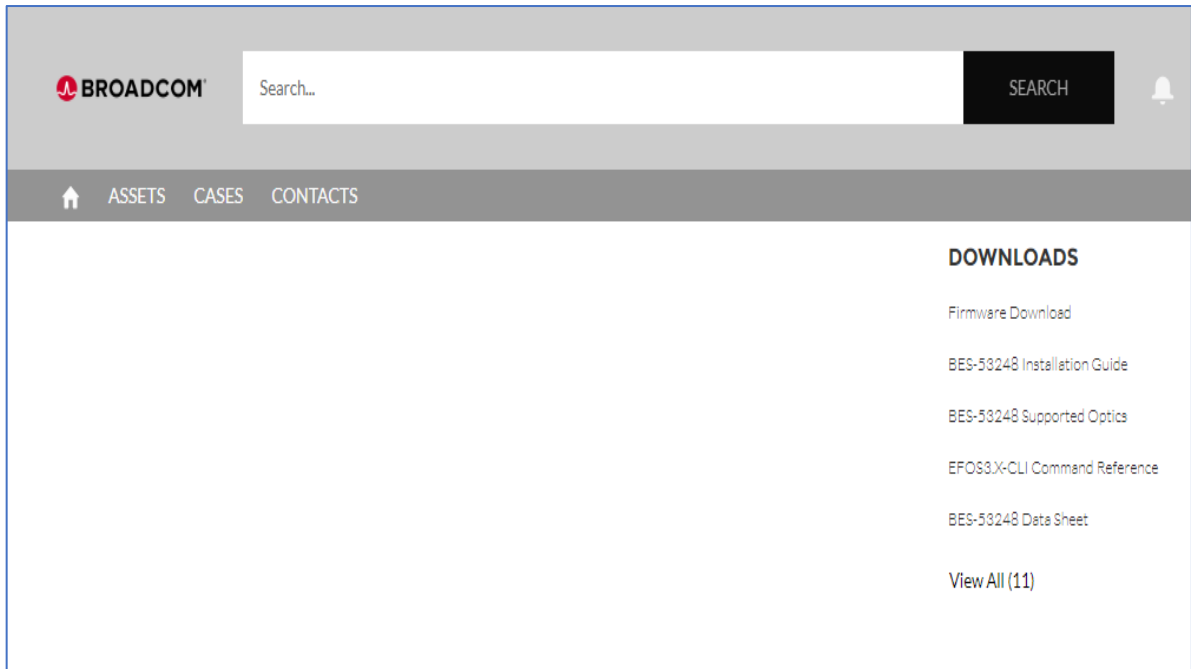 BROADCOM®
Search...
SEARCH
ASSETS CASES CONTACTS
DOWNLOADS
Firmware Download
BES-53248 Installation Guide
BES-53248 Supported Optics
EFOS3.X-CLI Command Reference
BES-53248 Data Sheet
View All (11)